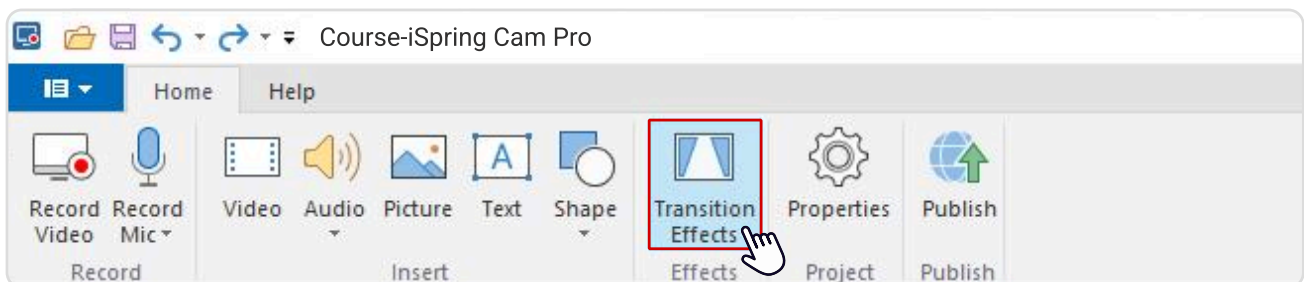 Course-iSpring Cam Pro
Home Help
Record Record Video Audio Picture Text Shape Transition Properties Publish
Video Mic Effects
Record Insert Effects Project Publish